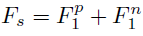 $F_s = F_1^p + F_1^n$